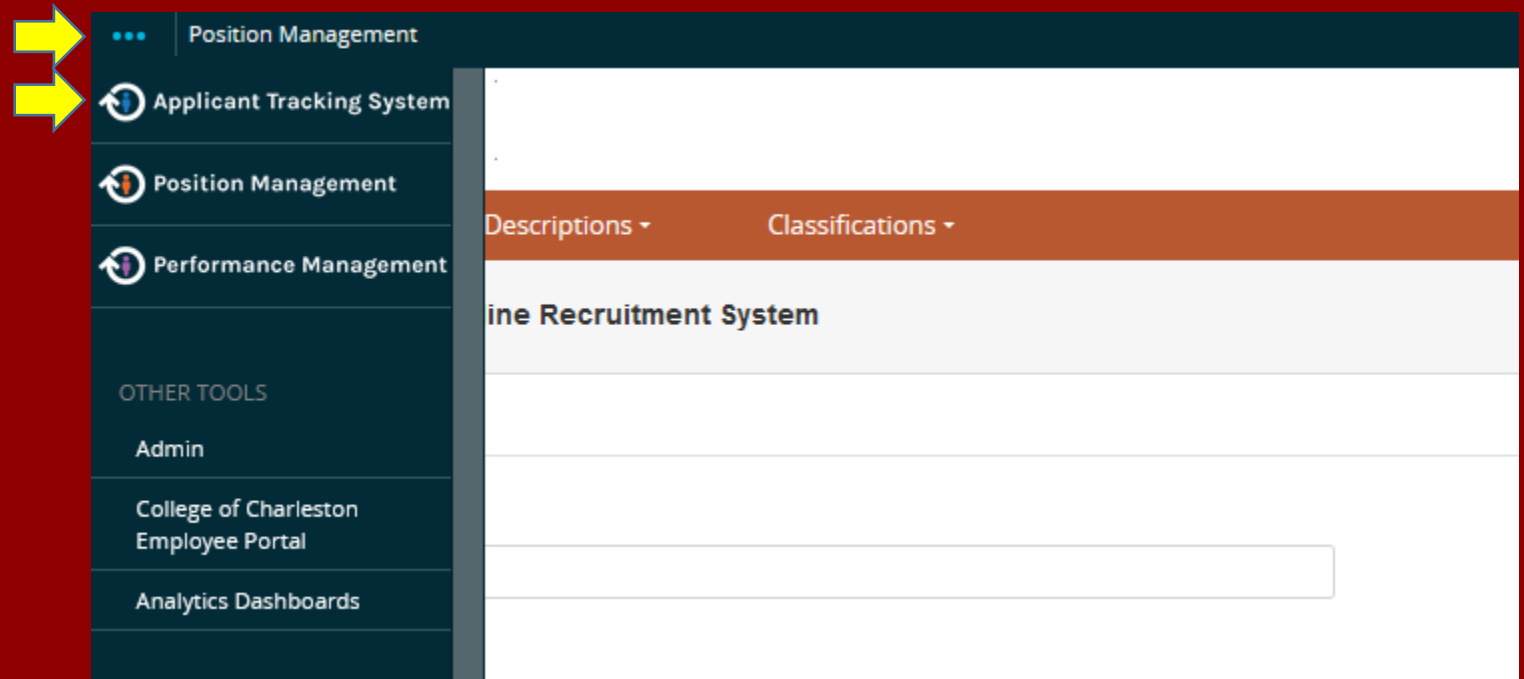 ••• Position Management
Applicant Tracking System
Position Management
Performance Management
OTHER TOOLS
Admin
College of Charleston
Employee Portal
Analytics Dashboards
Descriptions
Classifications
ine Recruitment System